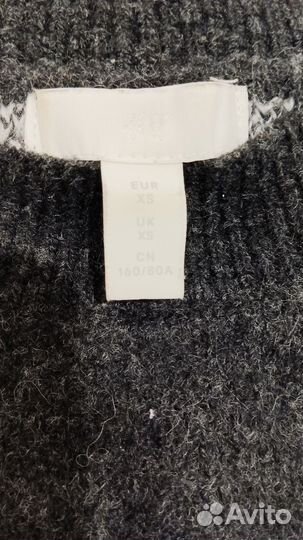 EUR
XS
UK
XS
CN
160/80A
Avito